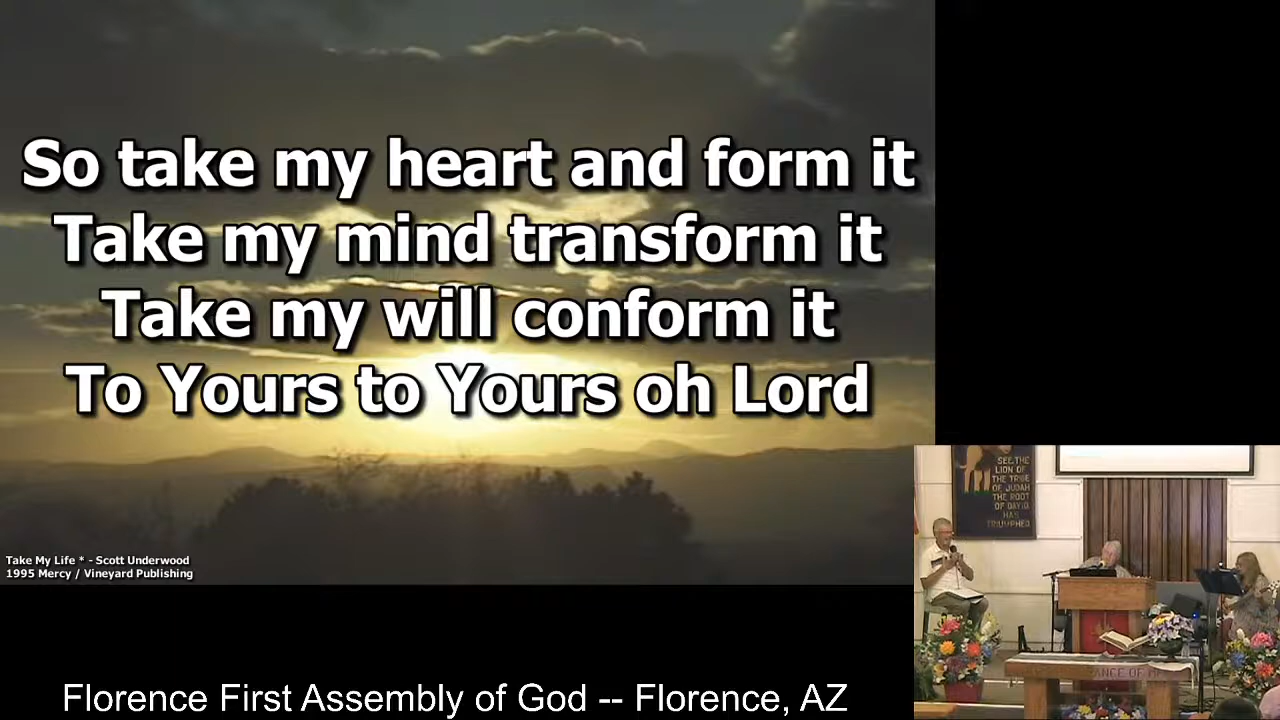 So take my heart and form it
Take my mind transform it
Take my will conform it
To Yours to Yours oh Lord
Take My Life * - Scott Underwood
1995 Mercy / Vineyard Publishing
SEE, THE
LION OF
THE TRIBE
OF JUDAH
THE ROOT
OF DAVID
HAS
TRIUMPHED
Florence First Assembly of God -- Florence, AZ